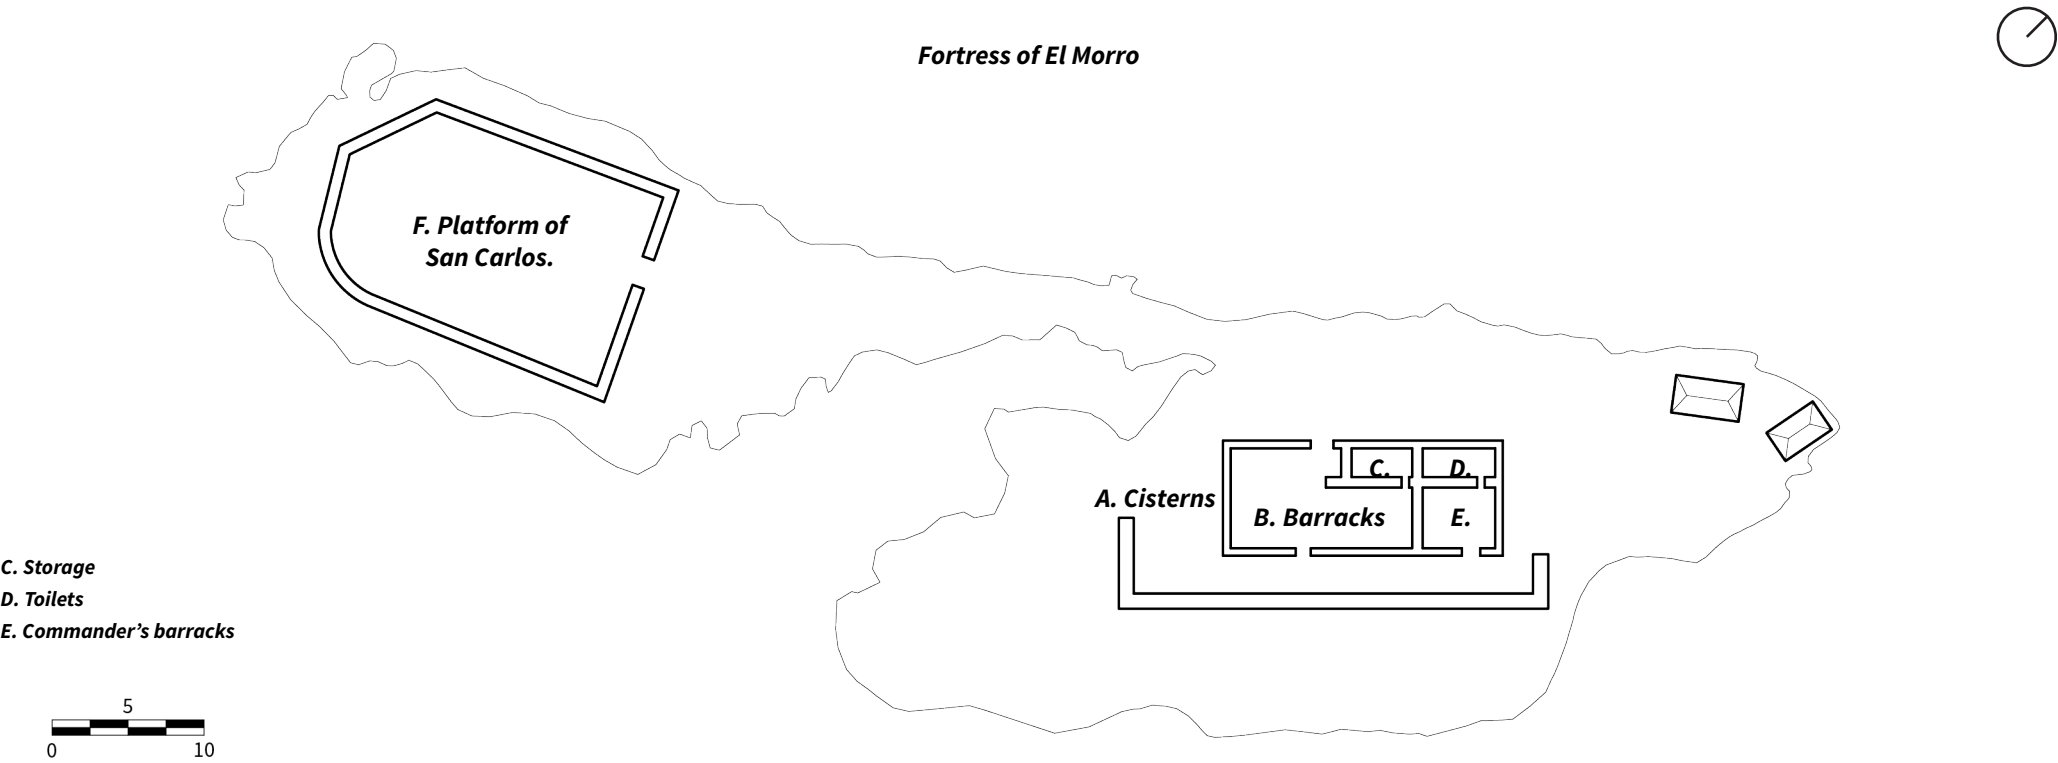 Fortress of El Morro
F. Platform of
San Carlos.
C.
D.
A. Cisterns
B. Barracks
E.
C. Storage
D. Toilets
E. Commander’s barracks
5
0
10